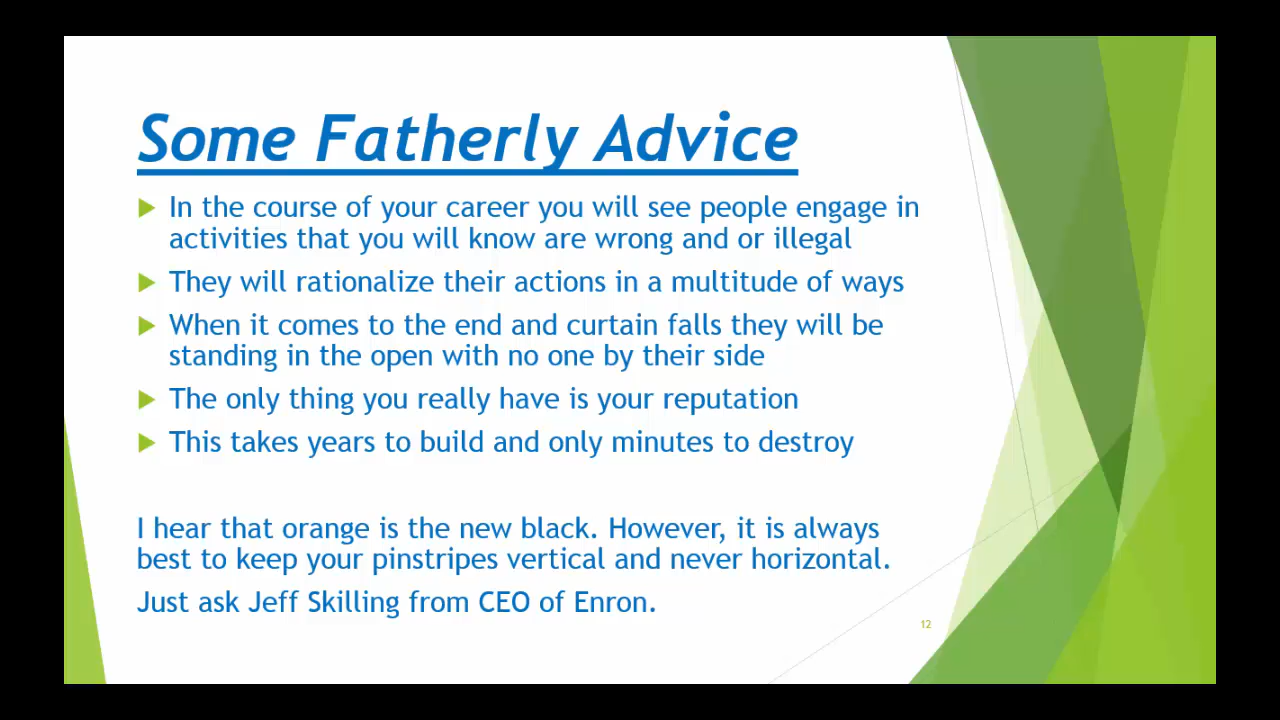 Some Fatherly Advice
In the course of your career you will see people engage in
activities that you will know are wrong and or illegal
They will rationalize their actions in a multitude of ways
When it comes to the end and curtain falls they will be
standing in the open with no one by their side
The only thing you really have is your reputation
This takes years to build and only minutes to destroy
I hear that orange is the new black. However, it is always
best to keep your pinstripes vertical and never horizontal.
Just ask Jeff Skilling from CEO of Enron.
12